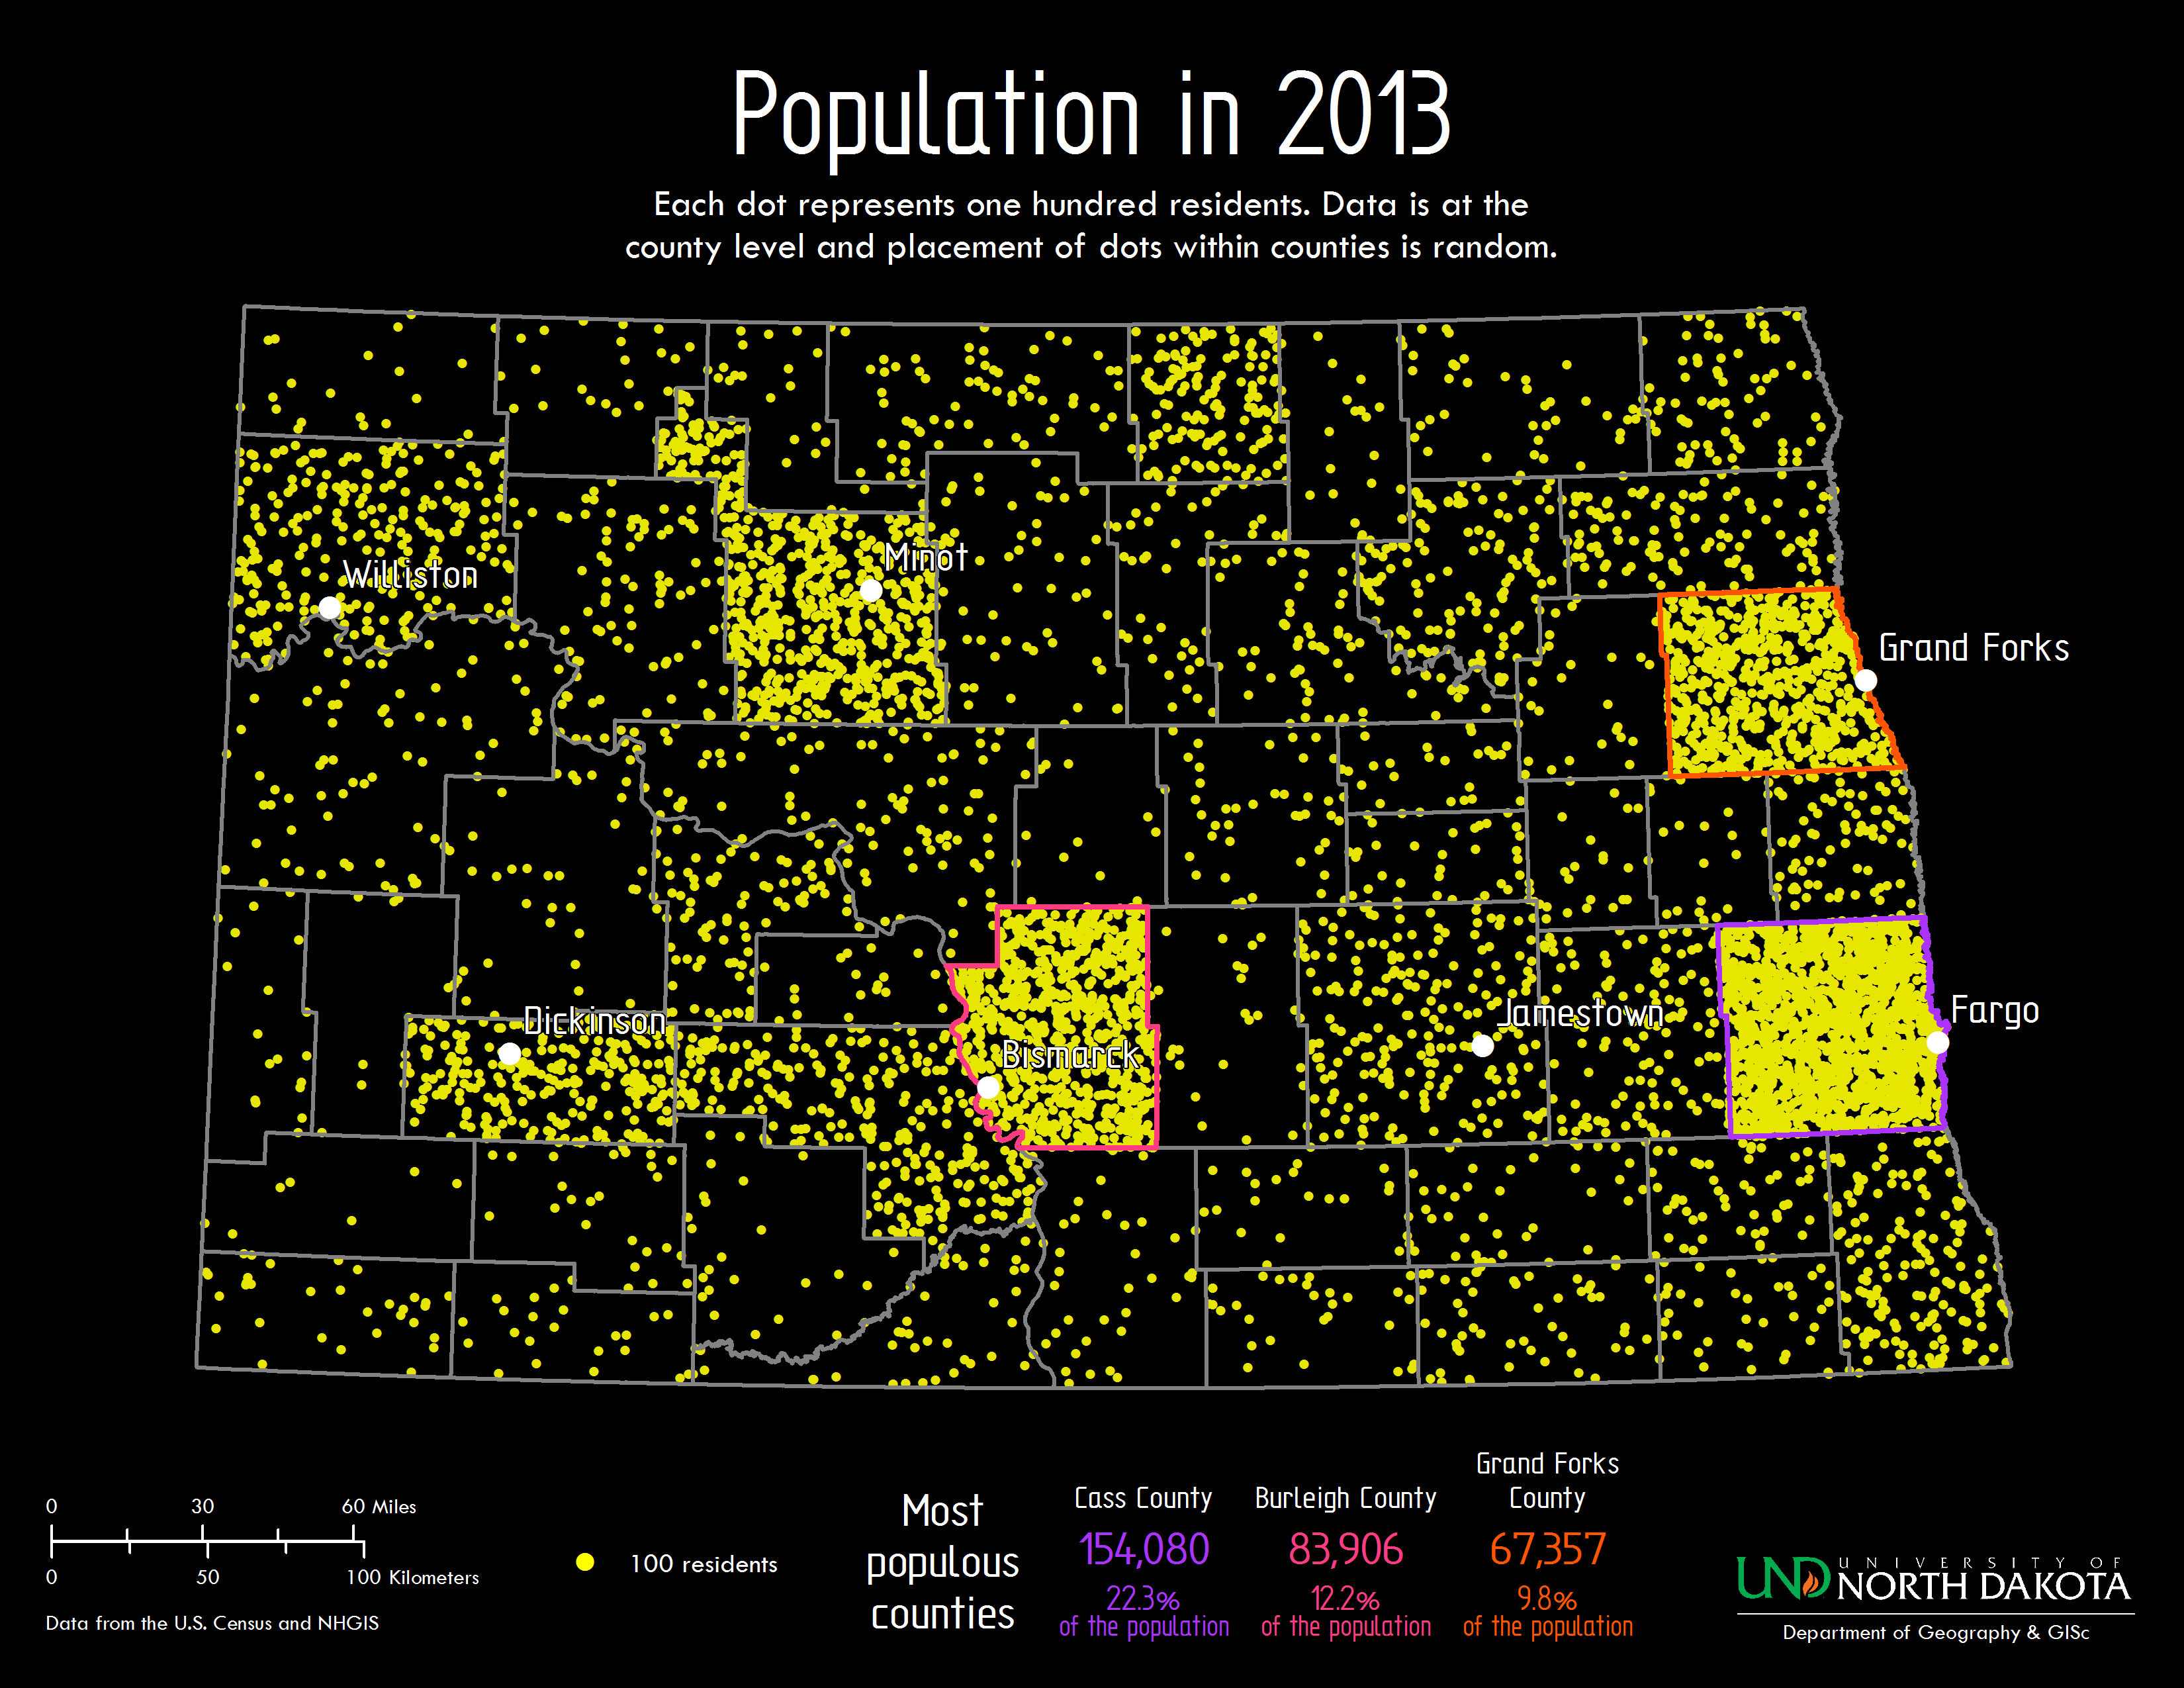 Population in 2013
Each dot represents one hundred residents. Data is at the
county level and placement of dots within counties is random.
Minot
Williston
Grand Forks
Fargo
Jamestown
Dickinson
Bismarck
0 30 60 Miles
0 50 100 Kilometers
Data from the U.S. Census and NHGIS
100 residents
Most
populous
counties
Cass County
154,080
22.3%
of the population
Burleigh County
83,906
12.2%
of the population
Grand Forks
County
67,357
9.8%
of the population
UND UNIVERSITY OF
NORTH DAKOTA
Department of Geography & GISc